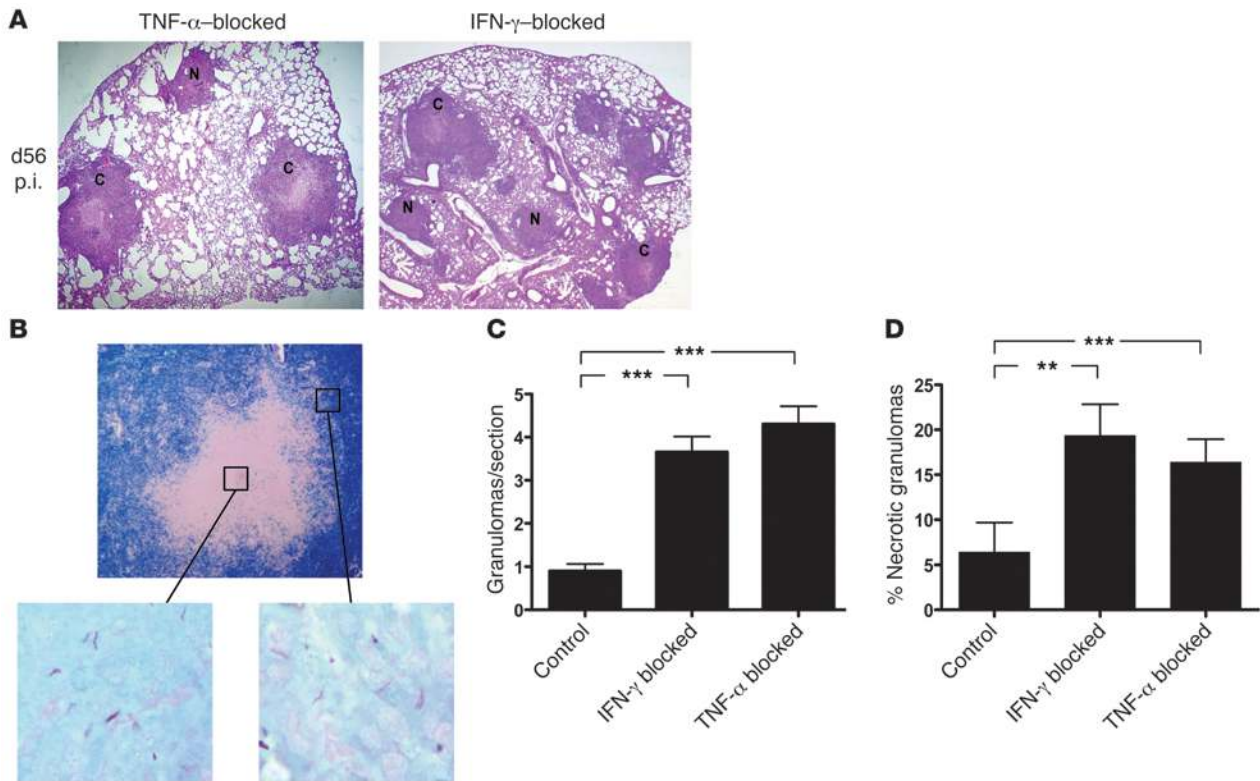 A
TNF-α–blocked
IFN-γ–blocked
d56
p.i.
N
C
C
C
N
N
C
B
C
***
***
Granulomas/section
5
4
3
2
1
0
Control
IFN-γ blocked
TNF-α blocked
D
***
**
% Necrotic granulomas
25
20
15
10
5
0
Control
IFN-γ blocked
TNF-α blocked